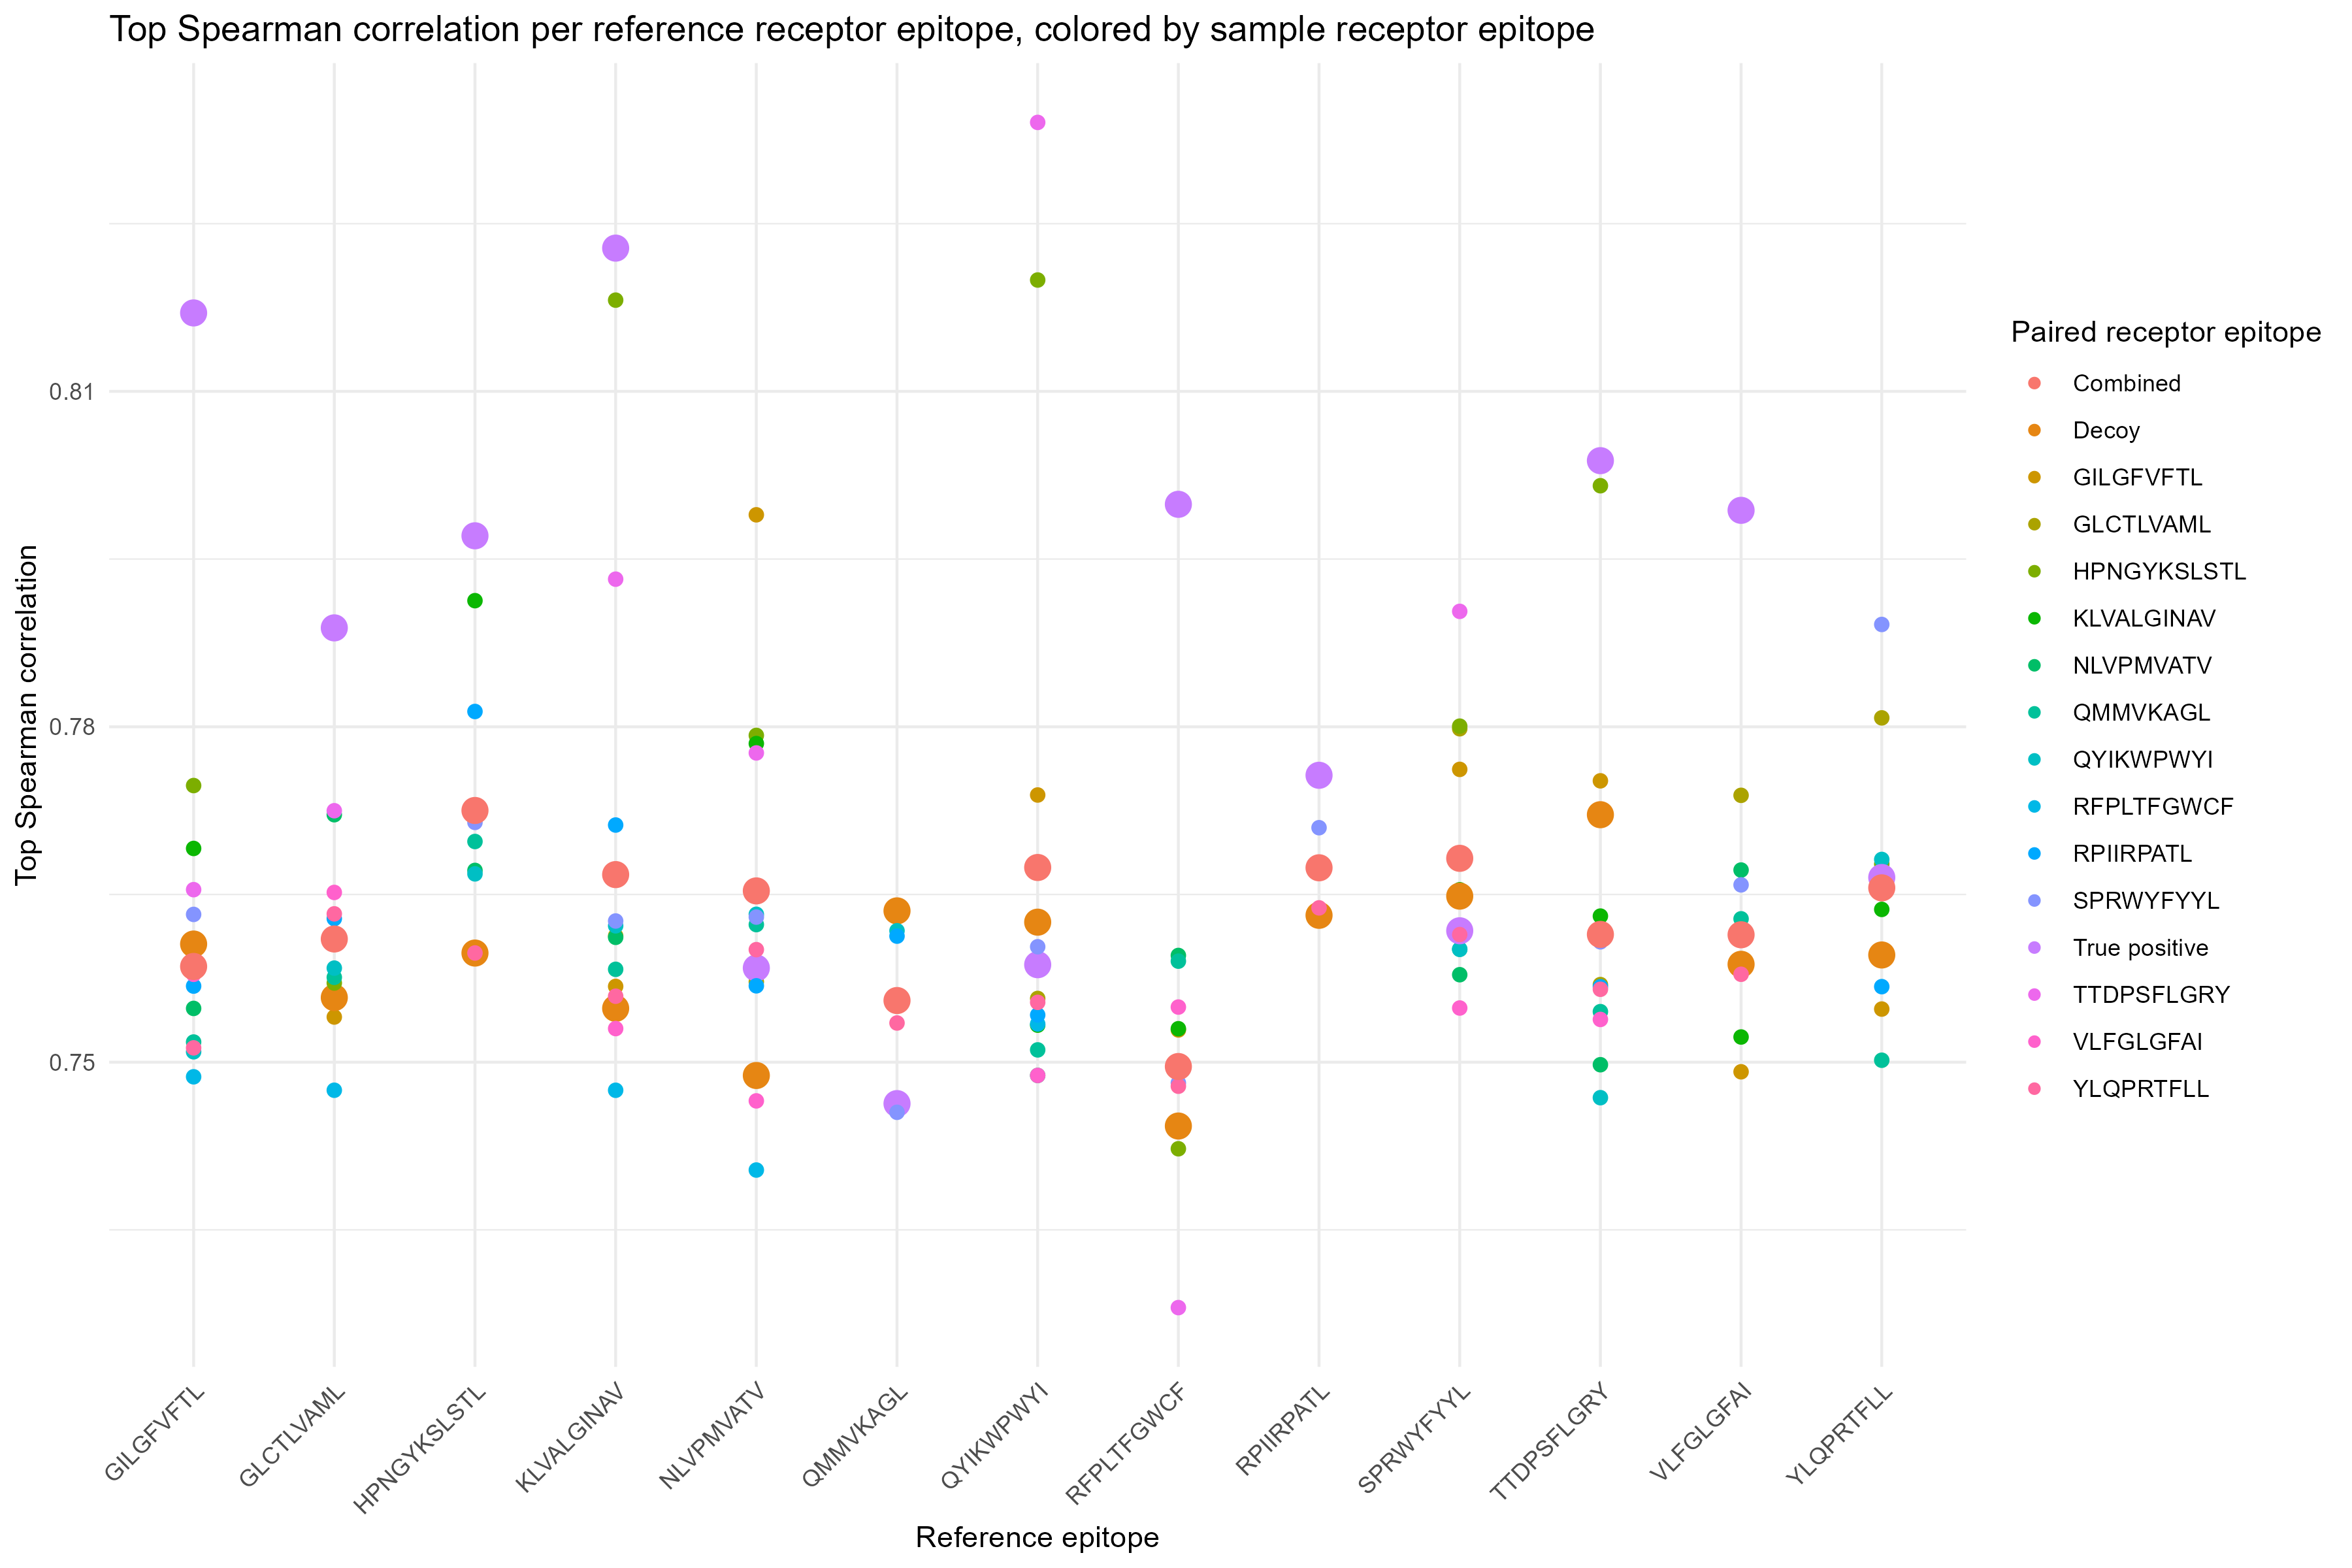 Top Spearman correlation per reference receptor epitope, colored by sample receptor epitope
Top Spearman correlation
0.81
0.78
0.75
GILGFVFTL
GLCTLVAML
HPNGYKSLSTL
KLVALGINAV
NLVPMVATV
QMMVKAGL
QYIKWPWYI
RFPLTFGWCF
RPIIRPATL
SPRWYFYYL
TTDPSFLGRY
VLFGLGFAI
YLQPRTFLL
Reference epitope
Paired receptor epitope
Combined
Decoy
GILGFVFTL
GLCTLVAML
HPNGYKSLSTL
KLVALGINAV
NLVPMVATV
QMMVKAGL
QYIKWPWYI
RFPLTFGWCF
RPIIRPATL
SPRWYFYYL
True positive
TTDPSFLGRY
VLFGLGFAI
YLQPRTFLL